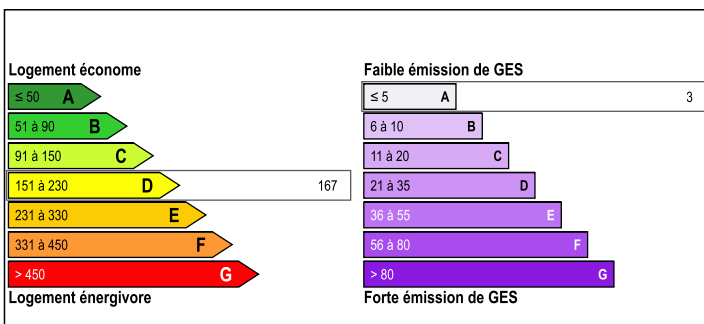 Logement économe
≤ 50 A
51 à 90 B
91 à 150 C
151 à 230 D 167
231 à 330 E
331 à 450 F
> 450 G
Logement énergivore
Faible émission de GES
≤ 5 A 3
6 à 10 B
11 à 20 C
21 à 35 D
36 à 55 E
56 à 80 F
> 80 G
Forte émission de GES